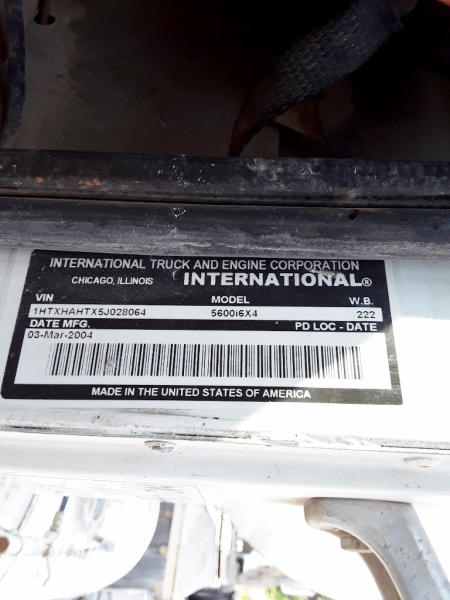 INTERNATIONAL TRUCK AND ENGINE CORPORATION
CHICAGO, ILLINOIS INTERNATIONAL®
VIN MODEL W.B.
1HTXHAHTX5J028064 5600i6X4 222
DATE MFG. PD LOC - DATE
03-Mar-2004
MADE IN THE UNITED STATES OF AMERICA